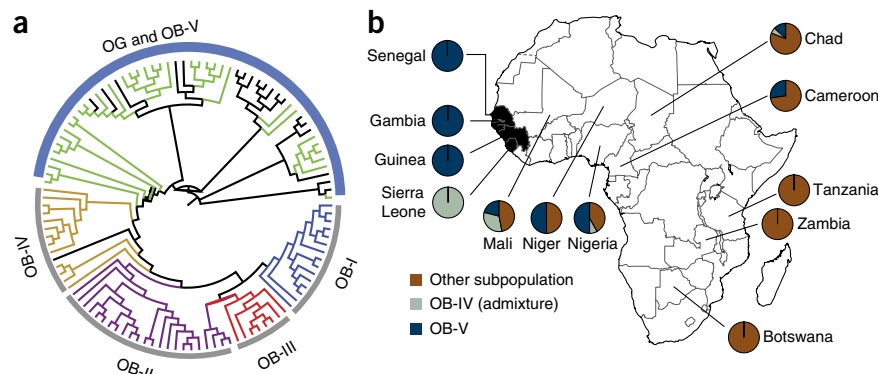 a
OG and OB-V
OB-IV
OB-II
OB-III
OB-I
b
Senegal
Gambia
Guinea
Sierra
Leone
Mali
Niger
Nigeria
Chad
Cameroon
Tanzania
Zambia
Botswana
Other subpopulation
OB-IV (admixture)
OB-V